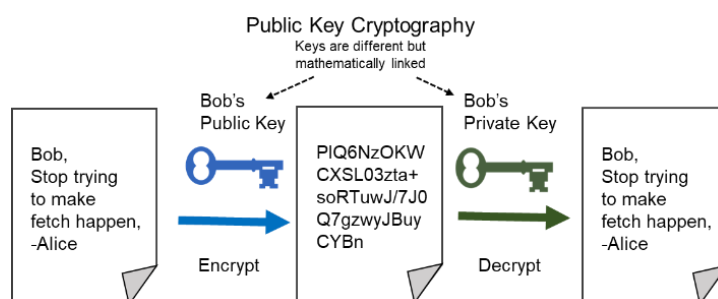 Public Key Cryptography
Keys are different but
mathematically linked
Bob's
Public Key
Bob's
Private Key
Bob,
Stop trying
to make
fetch happen,
-Alice
PIQ6NzOKW
CXSL03zta+
soRTuwJ/7J0
Q7gzwyJBuy
CYBn
Bob,
Stop trying
to make
fetch happen,
-Alice
Encrypt
Decrypt